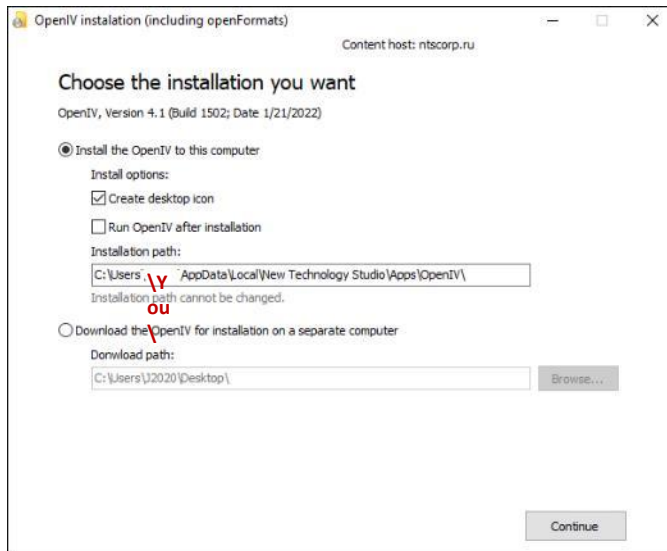 OpenIV instalation (including openFormats)
Content host: ntscorp.ru
Choose the installation you want
OpenIV, Version 4.1 (Build 1502; Date 1/21/2022)
Install the OpenIV to this computer
Install options:
Create desktop icon
Run OpenIV after installation
Installation path:
C:\Users\You\AppData\Local\New Technology Studio\Apps\OpenIV\
Installation path cannot be changed.
Download the OpenIV for installation on a separate computer
Donwload path:
C:\Users\J2020\Desktop\
Browse...
Continue